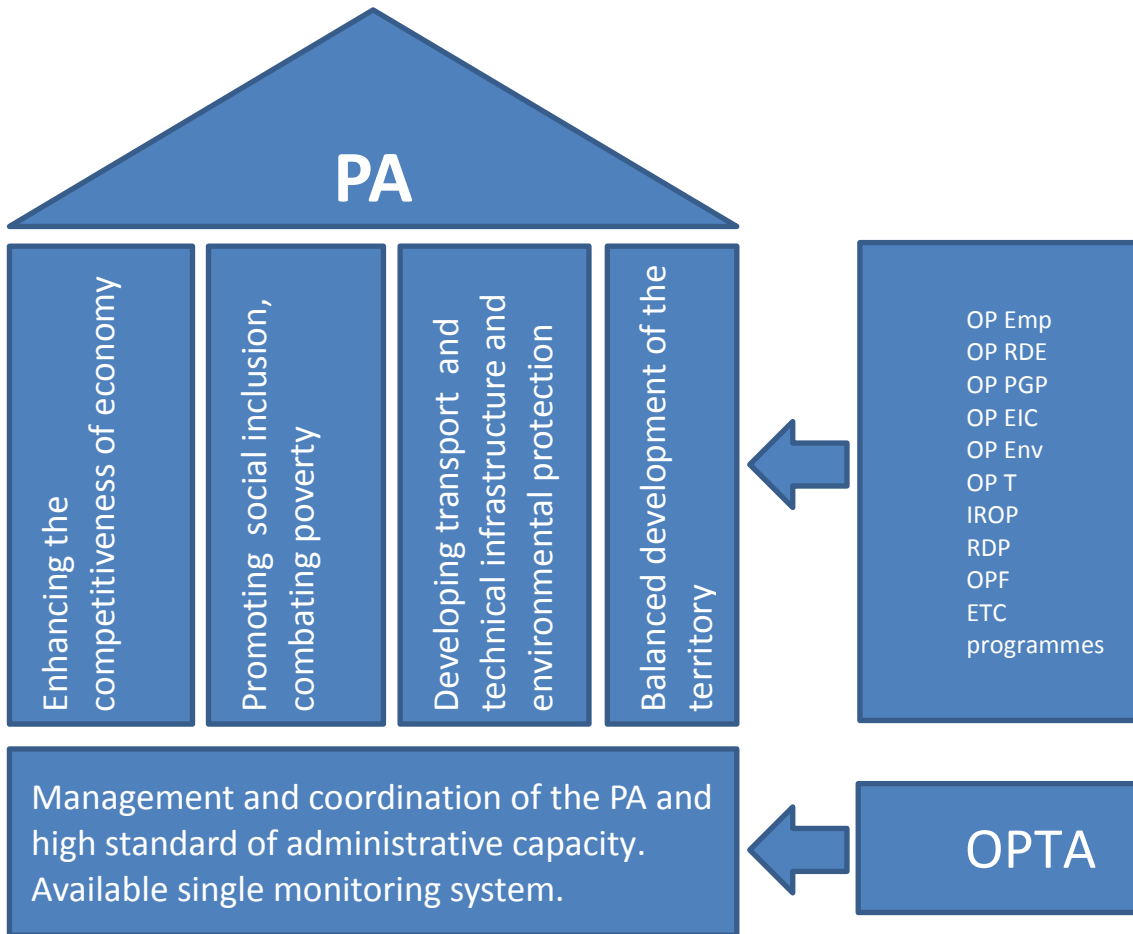 PA
Enhancing the
competitiveness of economy
Promoting social inclusion,
combating poverty
Developing transport and
technical infrastructure and
environmental protection
Balanced development of the
territory
OP Emp
OP RDE
OP PGP
OP EIC
OP Env
OP T
IROP
RDP
OPF
ETC
programmes
Management and coordination of the PA and
high standard of administrative capacity.
Available single monitoring system.
OPTA